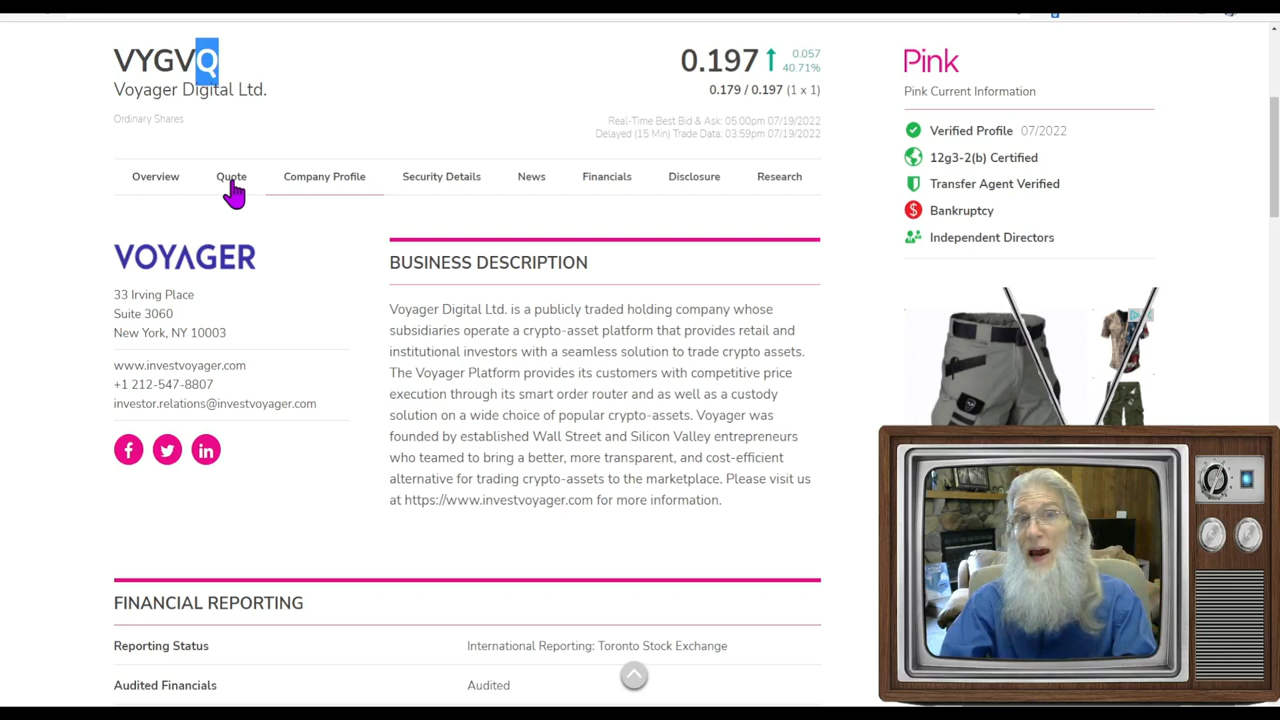 VYGVQ
Voyager Digital Ltd.
Ordinary Shares
0.197
0.057
40.71%
0.179 / 0.197 (1 x 1)
Real-Time Best Bid & Ask: 05:00pm 07/19/2022
Delayed (15 Min) Trade Data: 03:59pm 07/19/2022
Overview Quote Company Profile Security Details News Financials Disclosure Research
Pink
Pink Current Information
Verified Profile 07/2022
12g3-2(b) Certified
Transfer Agent Verified
Bankruptcy
Independent Directors
VOYAGER
33 Irving Place
Suite 3060
New York, NY 10003
www.investvoyager.com
+1 212-547-8807
investor.relations@investvoyager.com
BUSINESS DESCRIPTION
Voyager Digital Ltd. is a publicly traded holding company whose
subsidiaries operate a crypto-asset platform that provides retail and
institutional investors with a seamless solution to trade crypto assets.
The Voyager Platform provides its customers with competitive price
execution through its smart order router and as well as a custody
solution on a wide choice of popular crypto-assets. Voyager was
founded by established Wall Street and Silicon Valley entrepreneurs
who teamed to bring a better, more transparent, and cost-efficient
alternative for trading crypto-assets to the marketplace. Please visit us
at https://www.investvoyager.com for more information.
FINANCIAL REPORTING
Reporting Status International Reporting: Toronto Stock Exchange
Audited Financials Audited